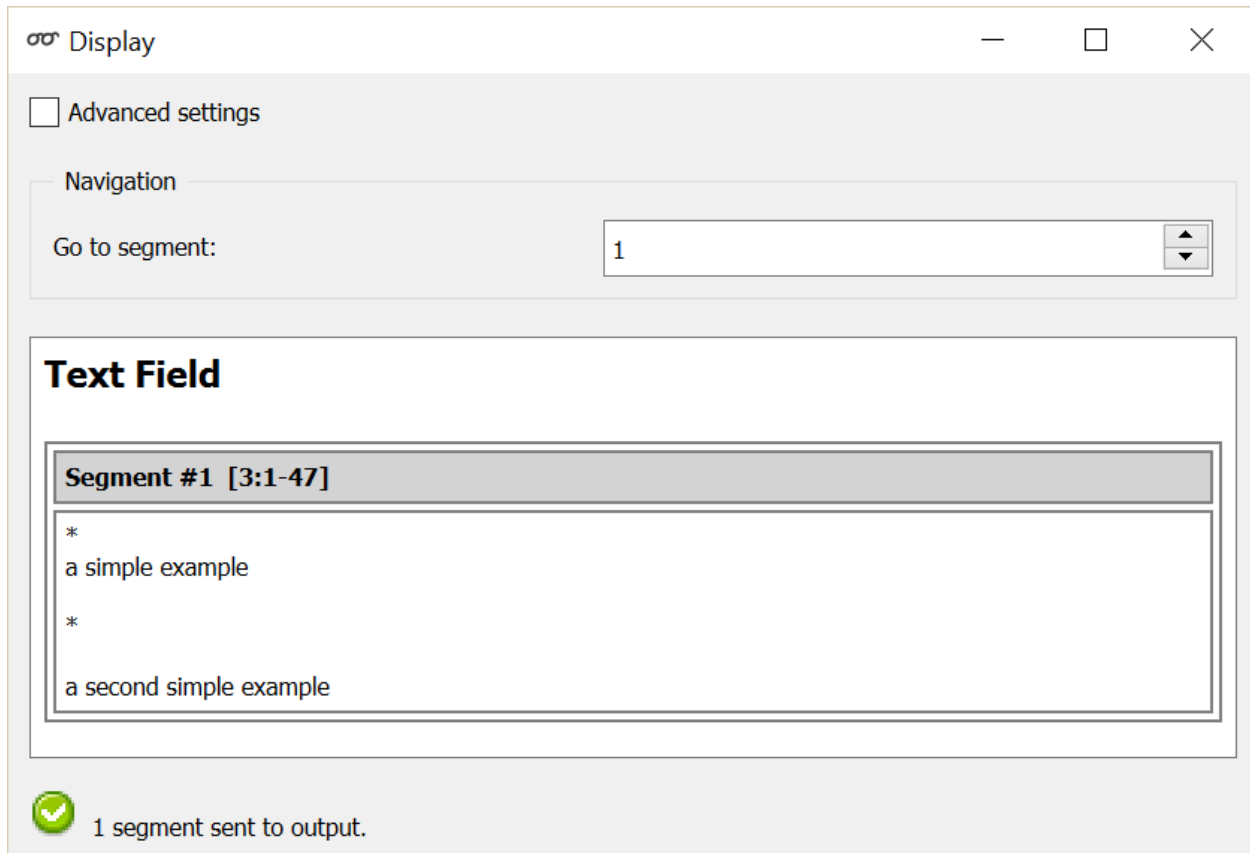 Display
Advanced settings
Navigation
Go to segment: 1
Text Field
Segment #1 [3:1-47]
*
a simple example
*
a second simple example
1 segment sent to output.